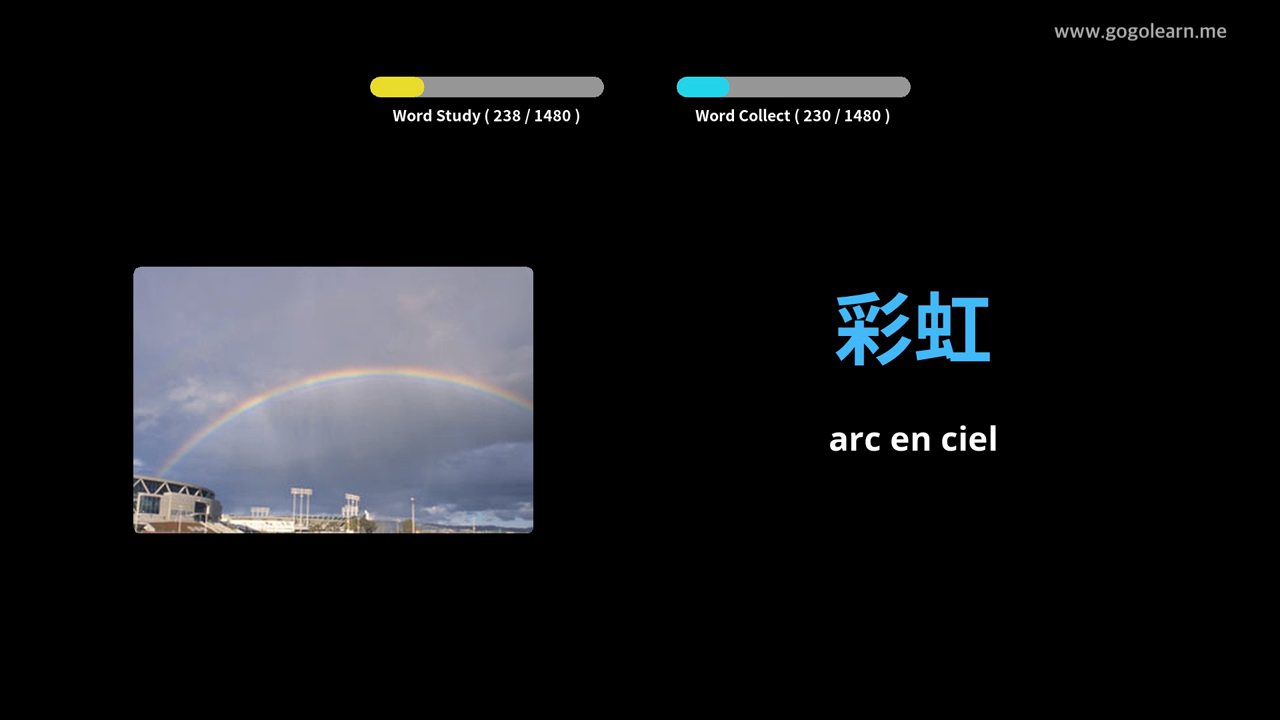 www.gogolearn.me
Word Study ( 238 / 1480 )
Word Collect ( 230 / 1480 )
彩虹
arc en ciel